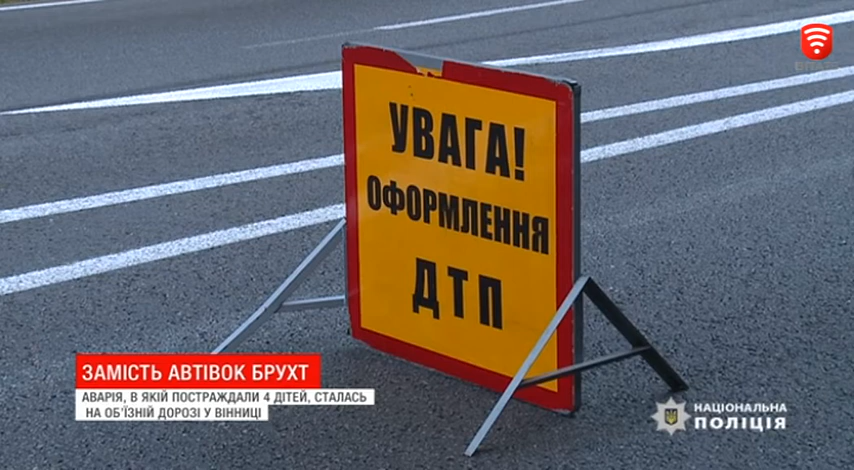 УВАГА!
ОФОРМЛЕННЯ
ДТП
ЗАМІСТЬ АВТІВОК БРУХТ
АВАРІЯ, В ЯКІЙ ПОСТРАЖДАЛИ 4 ДІТЕЙ, СТАЛАСЬ
НА ОБ'ЇЗНІЙ ДОРОЗІ У ВІННИЦІ
НАЦІОНАЛЬНА
ПОЛІЦІЯ